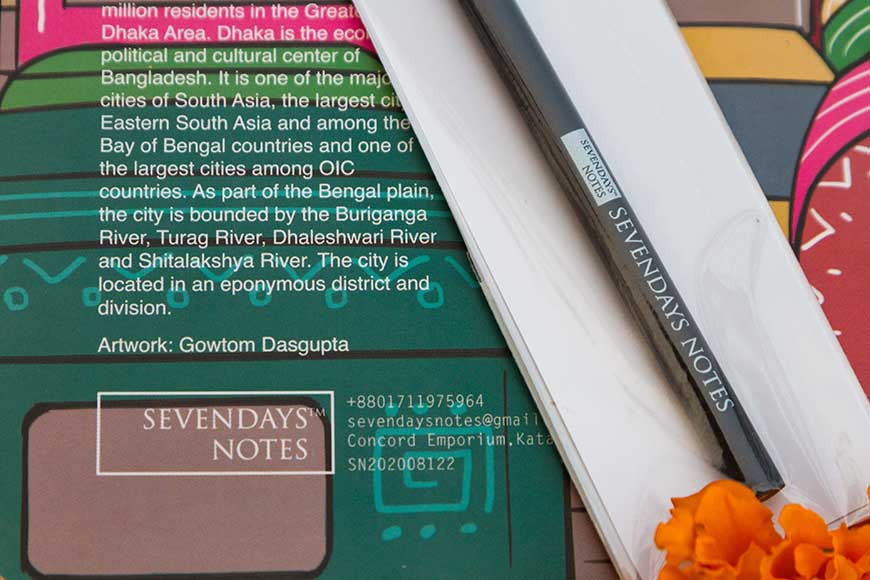 million residents in the Greate
Dhaka Area. Dhaka is the eco
political and cultural center of
Bangladesh. It is one of the majo
cities of South Asia, the largest ci
Eastern South Asia and among the
Bay of Bengal countries and one of
the largest cities among OIC
countries. As part of the Bengal plain,
the city is bounded by the Buriganga
River, Turag River, Dhaleshwari River
and Shitalakshya River. The city is
located in an eponymous district and
division.
Artwork: Gowtom Dasgupta
SEVENDAYS™
NOTES
+8801711975964
sevendaysnotes@gmail
Concord Emporium,Kata
SN202008122
SEVENDAYS™
NOTES
SEVENDAYS NOTES